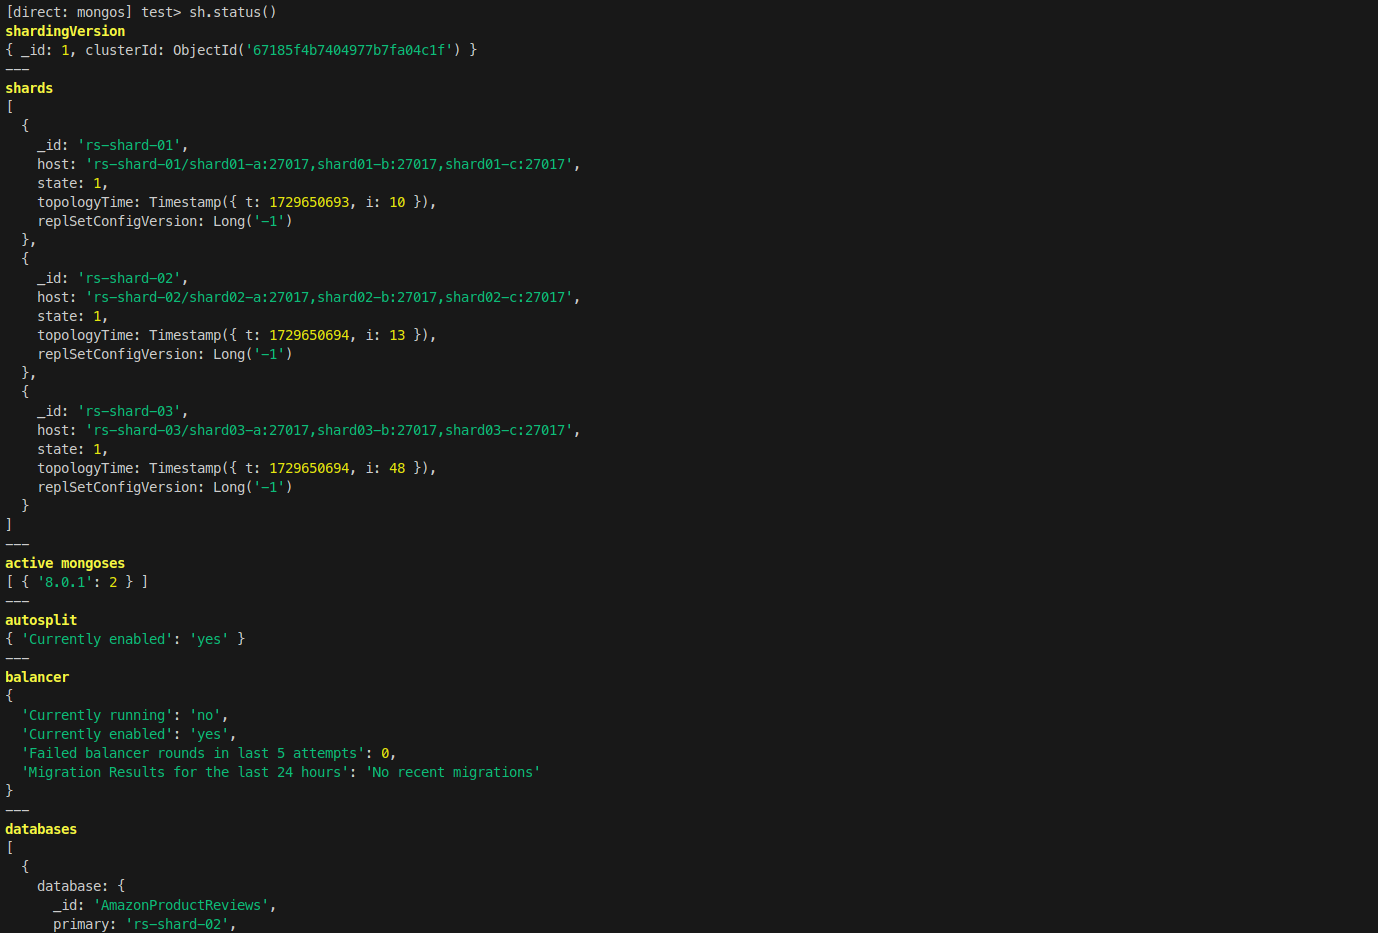 [direct: mongos] test> sh.status()
shardingVersion
{ _id: 1, clusterId: ObjectId('67185f4b7404977b7fa04c1f') }
---
shards
[
  {
    _id: 'rs-shard-01',
    host: 'rs-shard-01/shard01-a:27017,shard01-b:27017,shard01-c:27017',
    state: 1,
    topologyTime: Timestamp({ t: 1729650693, i: 10 }),
    replSetConfigVersion: Long('-1')
  },
  {
    _id: 'rs-shard-02',
    host: 'rs-shard-02/shard02-a:27017,shard02-b:27017,shard02-c:27017',
    state: 1,
    topologyTime: Timestamp({ t: 1729650694, i: 13 }),
    replSetConfigVersion: Long('-1')
  },
  {
    _id: 'rs-shard-03',
    host: 'rs-shard-03/shard03-a:27017,shard03-b:27017,shard03-c:27017',
    state: 1,
    topologyTime: Timestamp({ t: 1729650694, i: 48 }),
    replSetConfigVersion: Long('-1')
  }
]
---
active mongoses
[ { '8.0.1': 2 } ]
---
autosplit
{ 'Currently enabled': 'yes' }
---
balancer
{
  'Currently running': 'no',
  'Currently enabled': 'yes',
  'Failed balancer rounds in last 5 attempts': 0,
  'Migration Results for the last 24 hours': 'No recent migrations'
}
---
databases
[
  {
    database: {
      _id: 'AmazonProductReviews',
      primary: 'rs-shard-02',